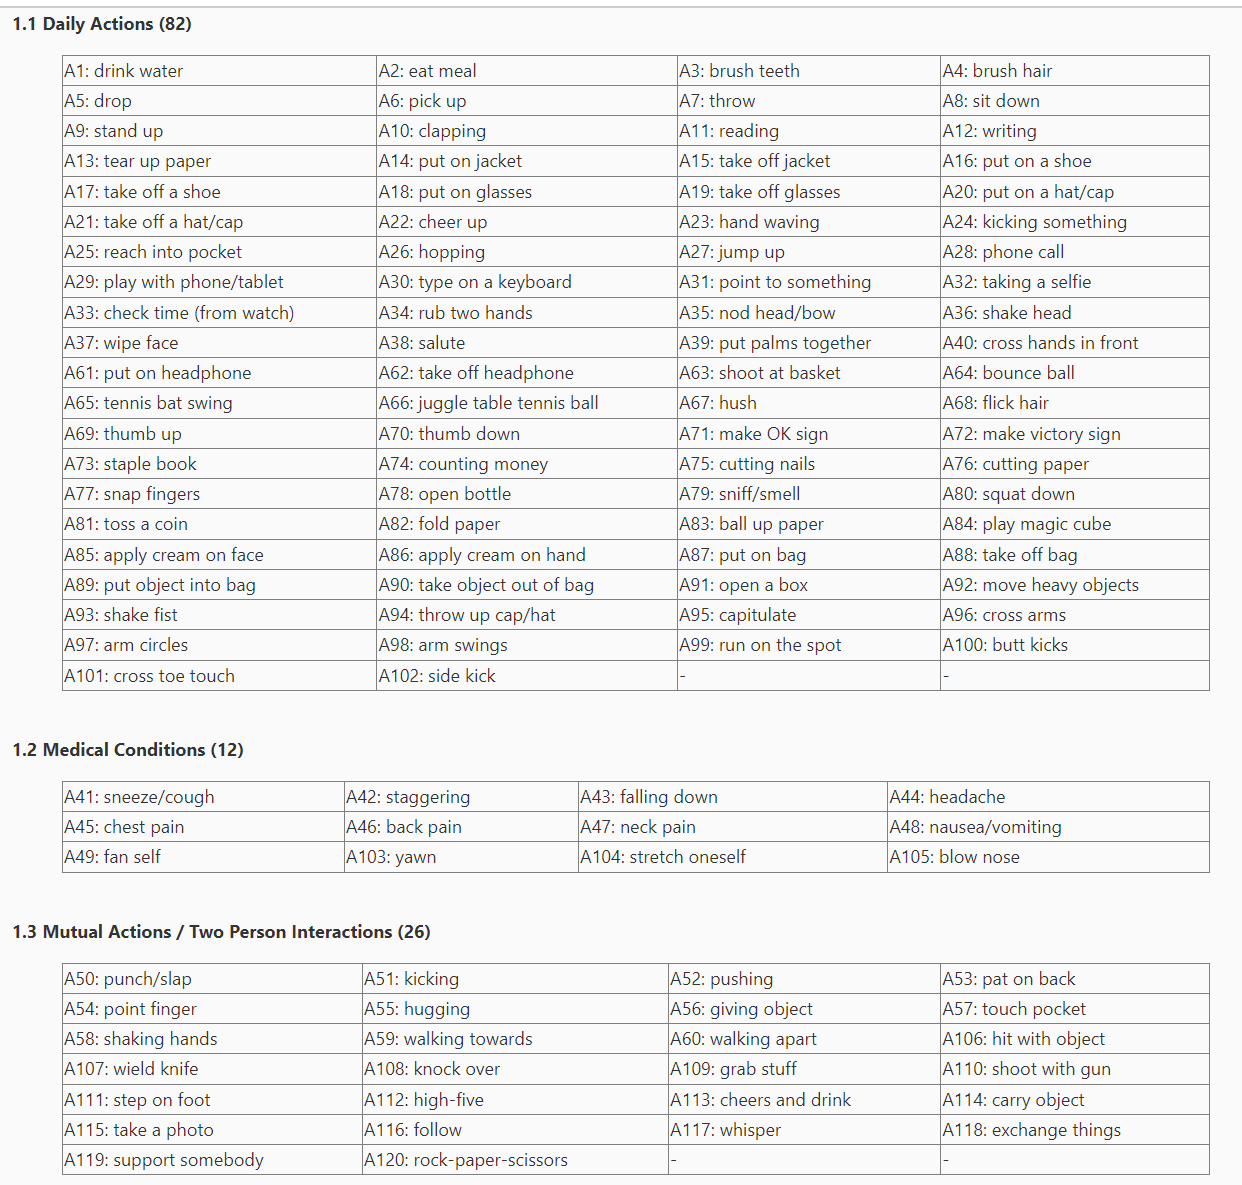 1.1 Daily Actions (82)
A1: drink water A2: eat meal A3: brush teeth A4: brush hair
A5: drop A6: pick up A7: throw A8: sit down
A9: stand up A10: clapping A11: reading A12: writing
A13: tear up paper A14: put on jacket A15: take off jacket A16: put on a shoe
A17: take off a shoe A18: put on glasses A19: take off glasses A20: put on a hat/cap
A21: take off a hat/cap A22: cheer up A23: hand waving A24: kicking something
A25: reach into pocket A26: hopping A27: jump up A28: phone call
A29: play with phone/tablet A30: type on a keyboard A31: point to something A32: taking a selfie
A33: check time (from watch) A34: rub two hands A35: nod head/bow A36: shake head
A37: wipe face A38: salute A39: put palms together A40: cross hands in front
A61: put on headphone A62: take off headphone A63: shoot at basket A64: bounce ball
A65: tennis bat swing A66: juggle table tennis ball A67: hush A68: flick hair
A69: thumb up A70: thumb down A71: make OK sign A72: make victory sign
A73: staple book A74: counting money A75: cutting nails A76: cutting paper
A77: snap fingers A78: open bottle A79: sniff/smell A80: squat down
A81: toss a coin A82: fold paper A83: ball up paper A84: play magic cube
A85: apply cream on face A86: apply cream on hand A87: put on bag A88: take off bag
A89: put object into bag A90: take object out of bag A91: open a box A92: move heavy objects
A93: shake fist A94: throw up cap/hat A95: capitulate A96: cross arms
A97: arm circles A98: arm swings A99: run on the spot A100: butt kicks
A101: cross toe touch A102: side kick - -
1.2 Medical Conditions (12)
A41: sneeze/cough A42: staggering A43: falling down A44: headache
A45: chest pain A46: back pain A47: neck pain A48: nausea/vomiting
A49: fan self A103: yawn A104: stretch oneself A105: blow nose
1.3 Mutual Actions / Two Person Interactions (26)
A50: punch/slap A51: kicking A52: pushing A53: pat on back
A54: point finger A55: hugging A56: giving object A57: touch pocket
A58: shaking hands A59: walking towards A60: walking apart A106: hit with object
A107: wield knife A108: knock over A109: grab stuff A110: shoot with gun
A111: step on foot A112: high-five A113: cheers and drink A114: carry object
A115: take a photo A116: follow A117: whisper A118: exchange things
A119: support somebody A120: rock-paper-scissors - -